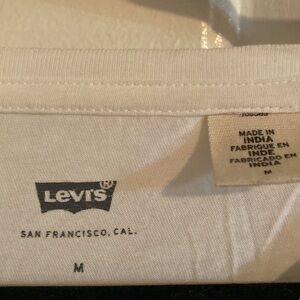 MADE IN
INDIA
FABRIQUE EN
INDE
FABRICADO EN
INDIA
M
Levi's®
SAN FRANCISCO, CAL.
M